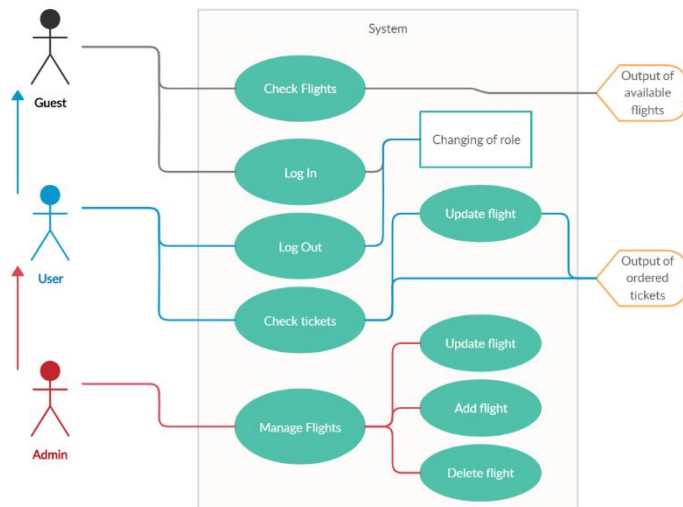 System
Guest
Check Flights
Output of
available
flights
Changing of role
Log In
User
Log Out
Update flight
Check tickets
Output of
ordered
tickets
Update flight
Admin
Manage Flights
Add flight
Delete flight